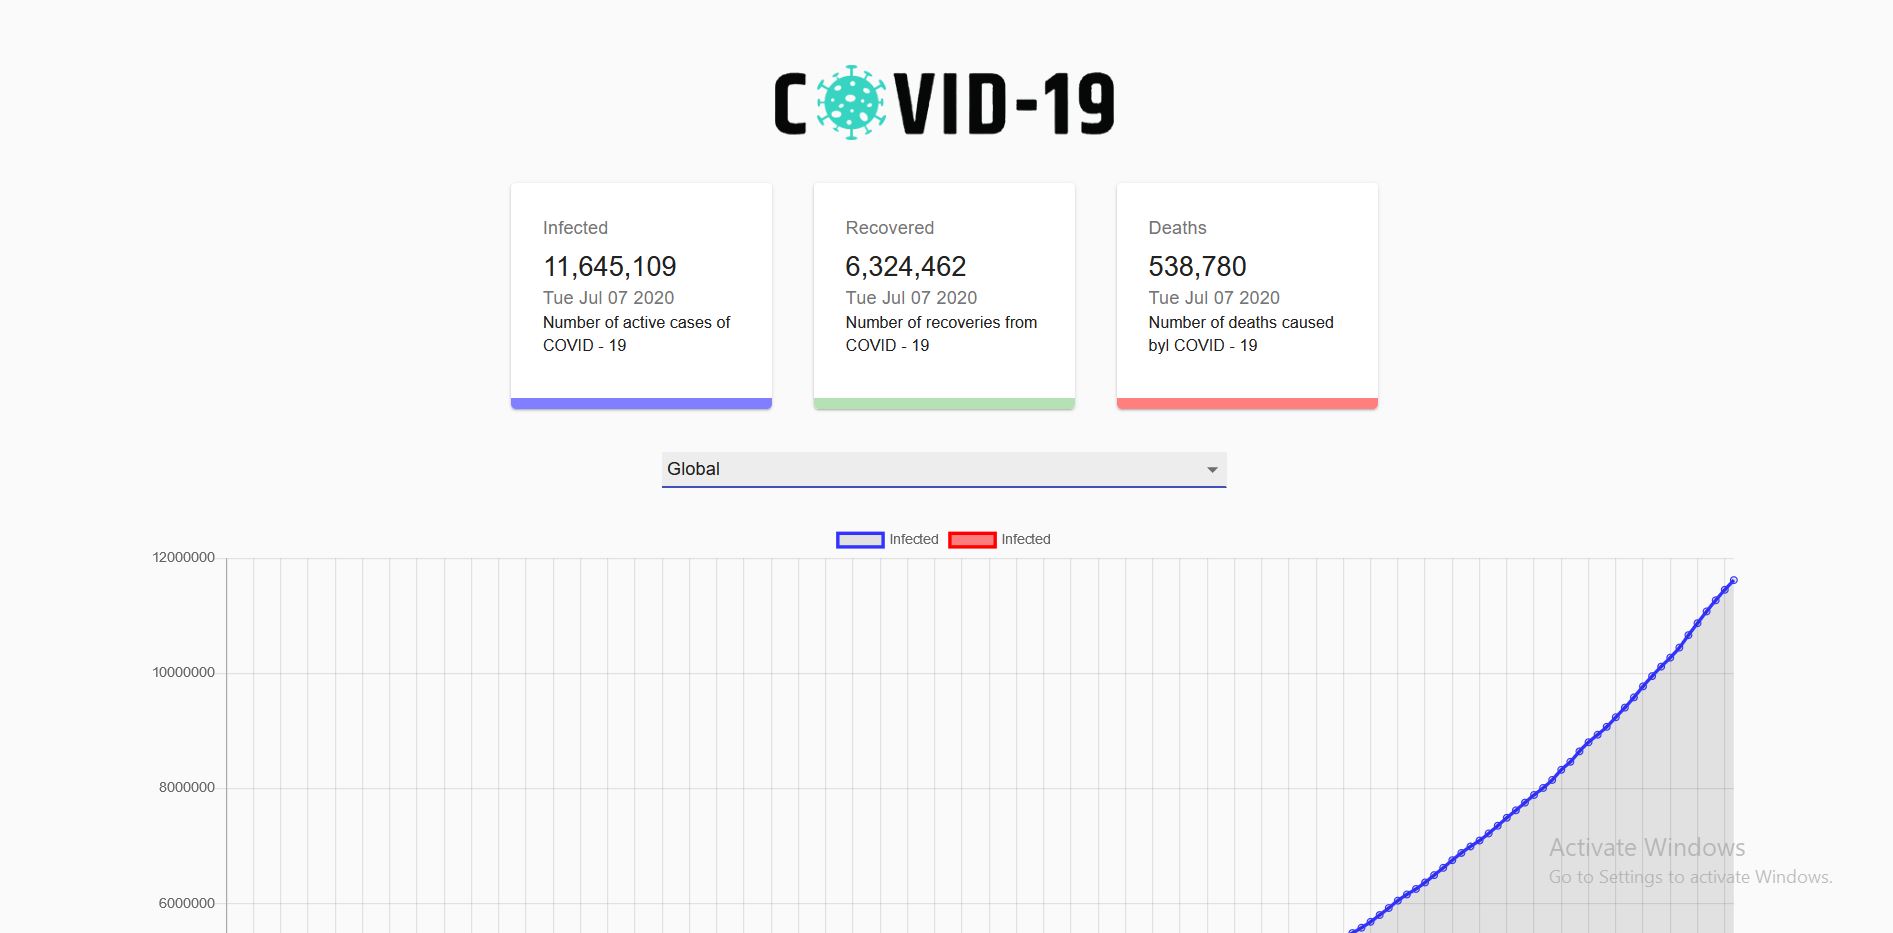 COVID-19
Infected
11,645,109
Tue Jul 07 2020
Number of active cases of
COVID - 19
Recovered
6,324,462
Tue Jul 07 2020
Number of recoveries from
COVID - 19
Deaths
538,780
Tue Jul 07 2020
Number of deaths caused
byl COVID - 19
Global
Infected
Infected
12000000
10000000
8000000
6000000
Activate Windows
Go to Settings to activate Windows.